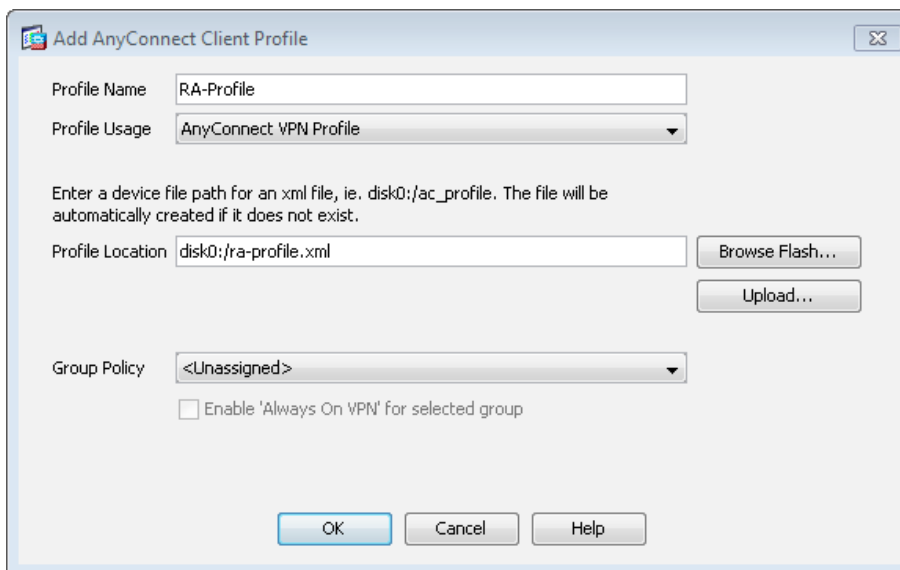 Add AnyConnect Client Profile
Profile Name RA-Profile
Profile Usage AnyConnect VPN Profile
Enter a device file path for an xml file, ie. disk0:/ac_profile. The file will be
automatically created if it does not exist.
Profile Location disk0:/ra-profile.xml Browse Flash...
Upload...
Group Policy <Unassigned>
Enable 'Always On VPN' for selected group
OK Cancel Help